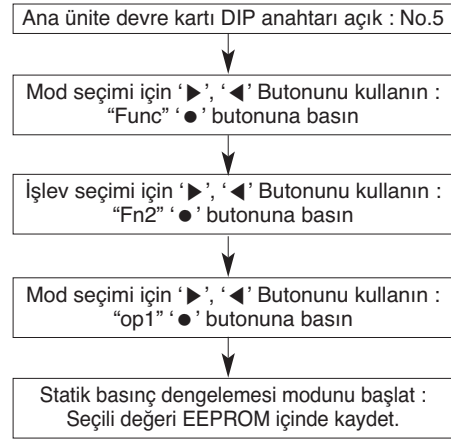 Ana ünite devre kartı DIP anahtarı açık : No.5
Mod seçimi için ‘▶’, ‘◀’ Butonunu kullanın :
“Func” ‘●’ butonuna basın
İşlev seçimi için ‘▶’, ‘◀’ Butonunu kullanın :
“Fn2” ‘●’ butonuna basın
Mod seçimi için ‘▶’, ‘◀’ Butonunu kullanın :
“op1” ‘●’ butonuna basın
Statik basınç dengelemesi modunu başlat :
Seçili değeri EEPROM içinde kaydet.